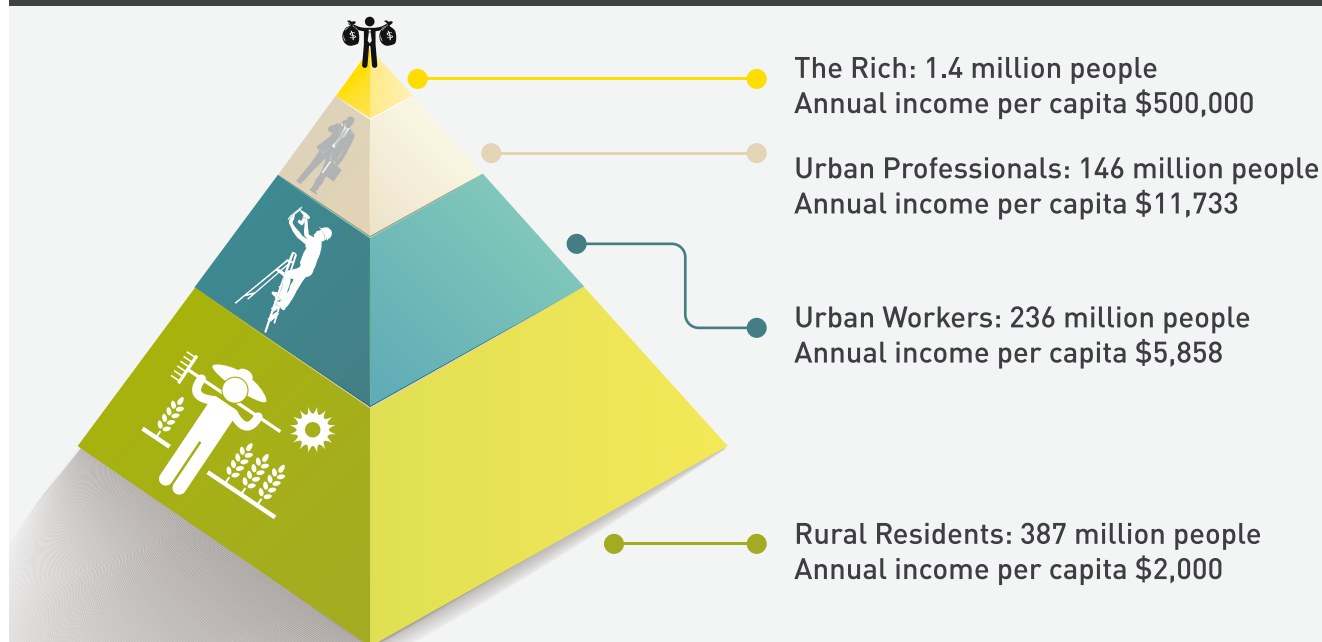 $ $
The Rich: 1.4 million people
Annual income per capita $500,000
Urban Professionals: 146 million people
Annual income per capita $11,733
Urban Workers: 236 million people
Annual income per capita $5,858
Rural Residents: 387 million people
Annual income per capita $2,000